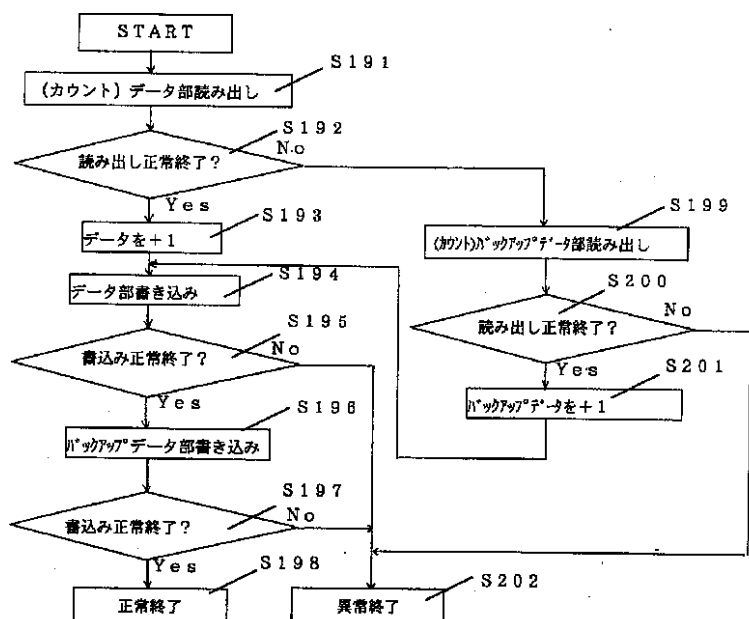 START
S191
(カウント) データ部読み出し
S192
読み出し正常終了?
No
Yes
S193
データを+1
S194
データ部書き込み
S195
書込み正常終了?
No
Yes
S196
バックアップデータ部書き込み
S197
書込み正常終了?
No
Yes
S198
正常終了
S199
(カウント)バックアップデータ部読み出し
S200
読み出し正常終了?
No
Yes
S201
バックアップデータを+1
S202
異常終了